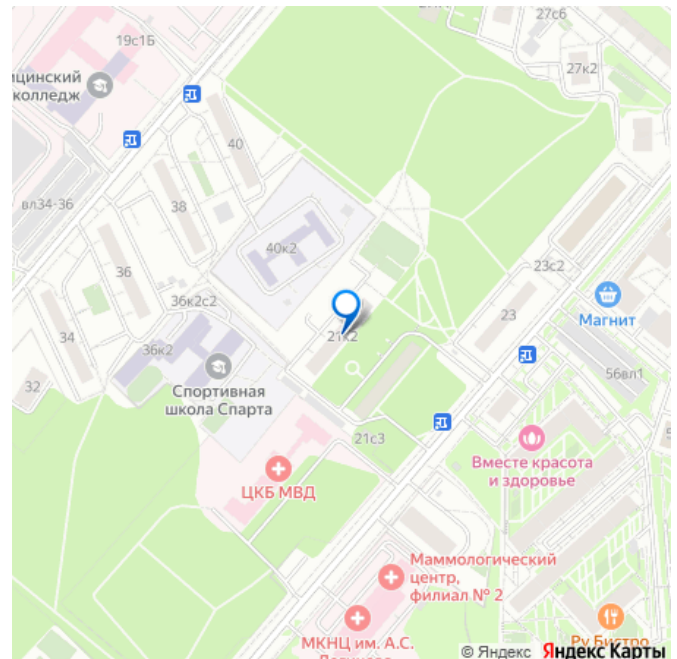 27с6
19с1Б
27к2
ицинский
колледж
40
вл34-36
38
40к2
36
23с2
36к2с2
Магнит
23
21к2
34
36к2
56вл1
32
Спортивная
школа Спарта
21с3
Вместе красота
и здоровье
ЦКБ МВД
Маммологический
центр,
филиал № 2
МКНЦ им. А.С.
Ру Бистро
© Яндекс Яндекс Карты